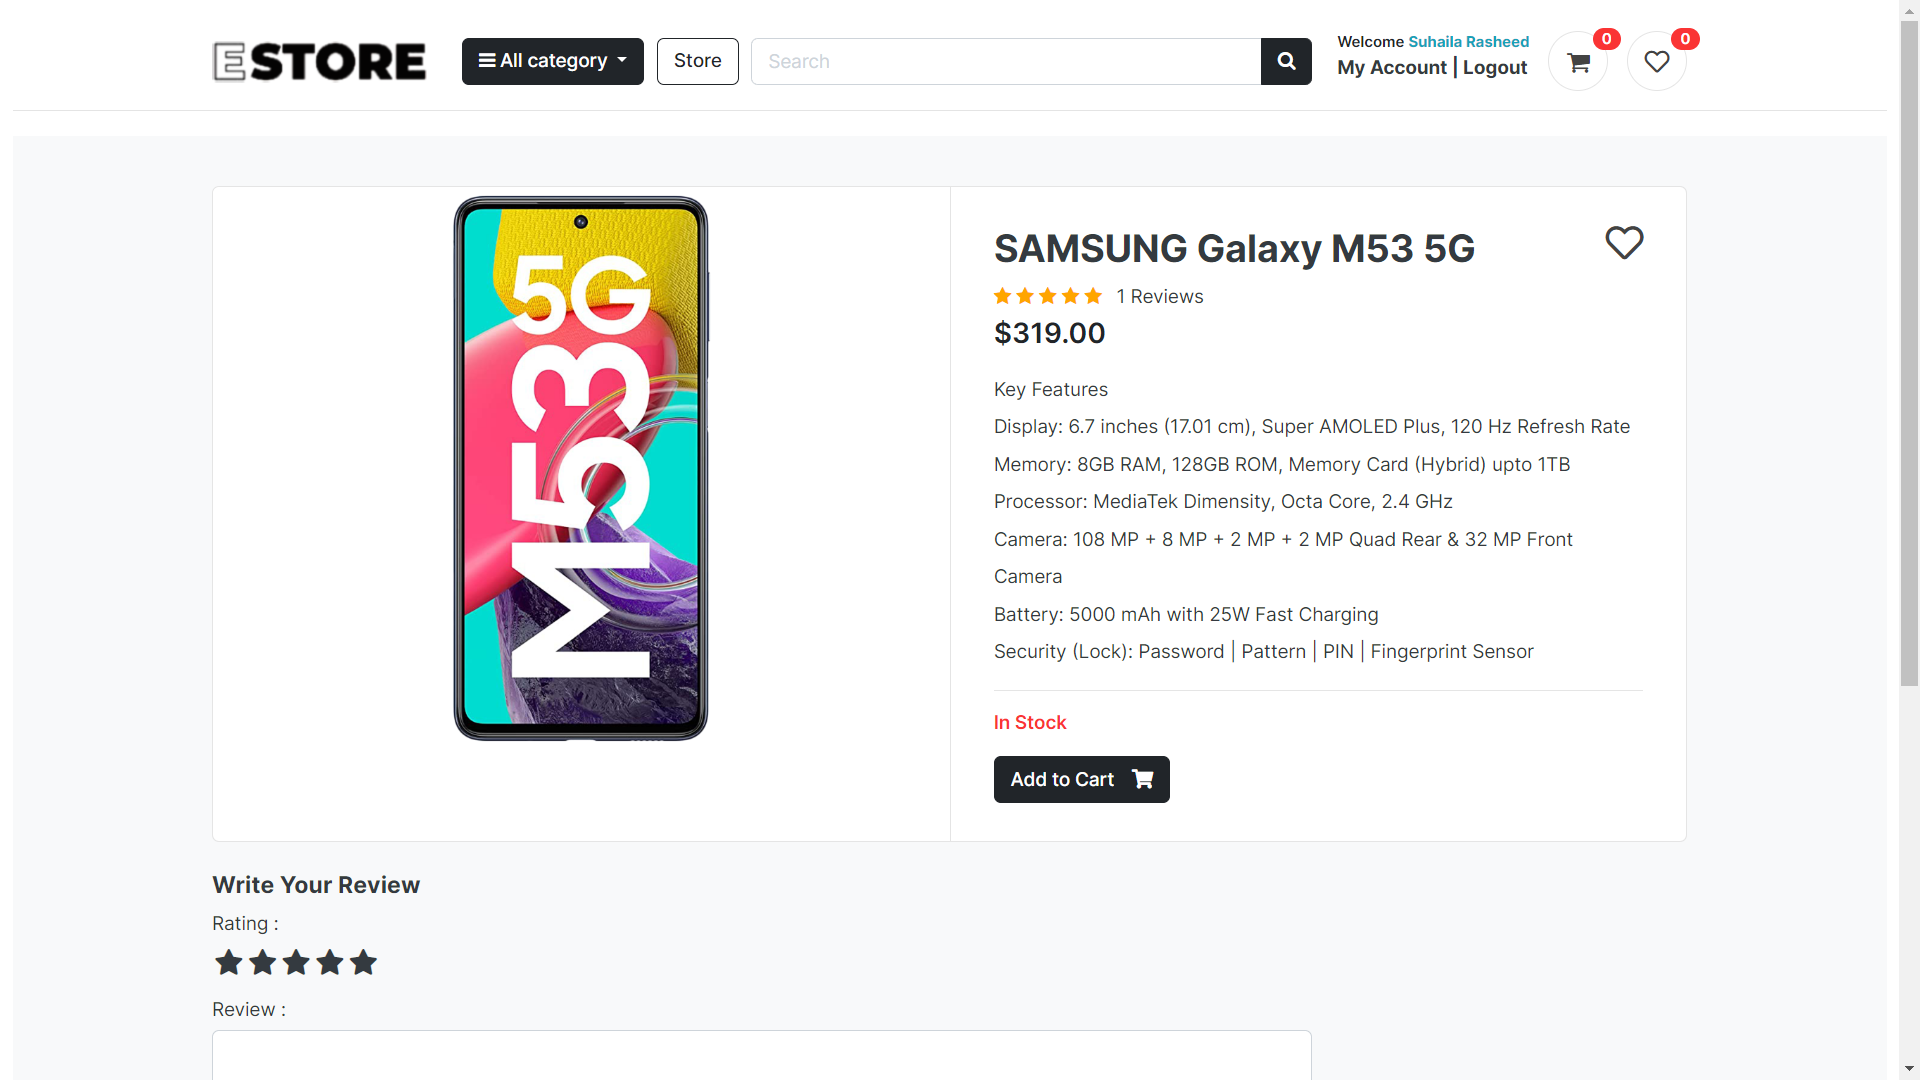 ESTORE
All category
Store
Search
Welcome Suhaila Rasheed
My Account | Logout
0
0
M53 5G
SAMSUNG Galaxy M53 5G
1 Reviews
$319.00
Key Features
Display: 6.7 inches (17.01 cm), Super AMOLED Plus, 120 Hz Refresh Rate
Memory: 8GB RAM, 128GB ROM, Memory Card (Hybrid) upto 1TB
Processor: MediaTek Dimensity, Octa Core, 2.4 GHz
Camera: 108 MP + 8 MP + 2 MP + 2 MP Quad Rear & 32 MP Front
Camera
Battery: 5000 mAh with 25W Fast Charging
Security (Lock): Password | Pattern | PIN | Fingerprint Sensor
In Stock
Add to Cart
Write Your Review
Rating :
Review :